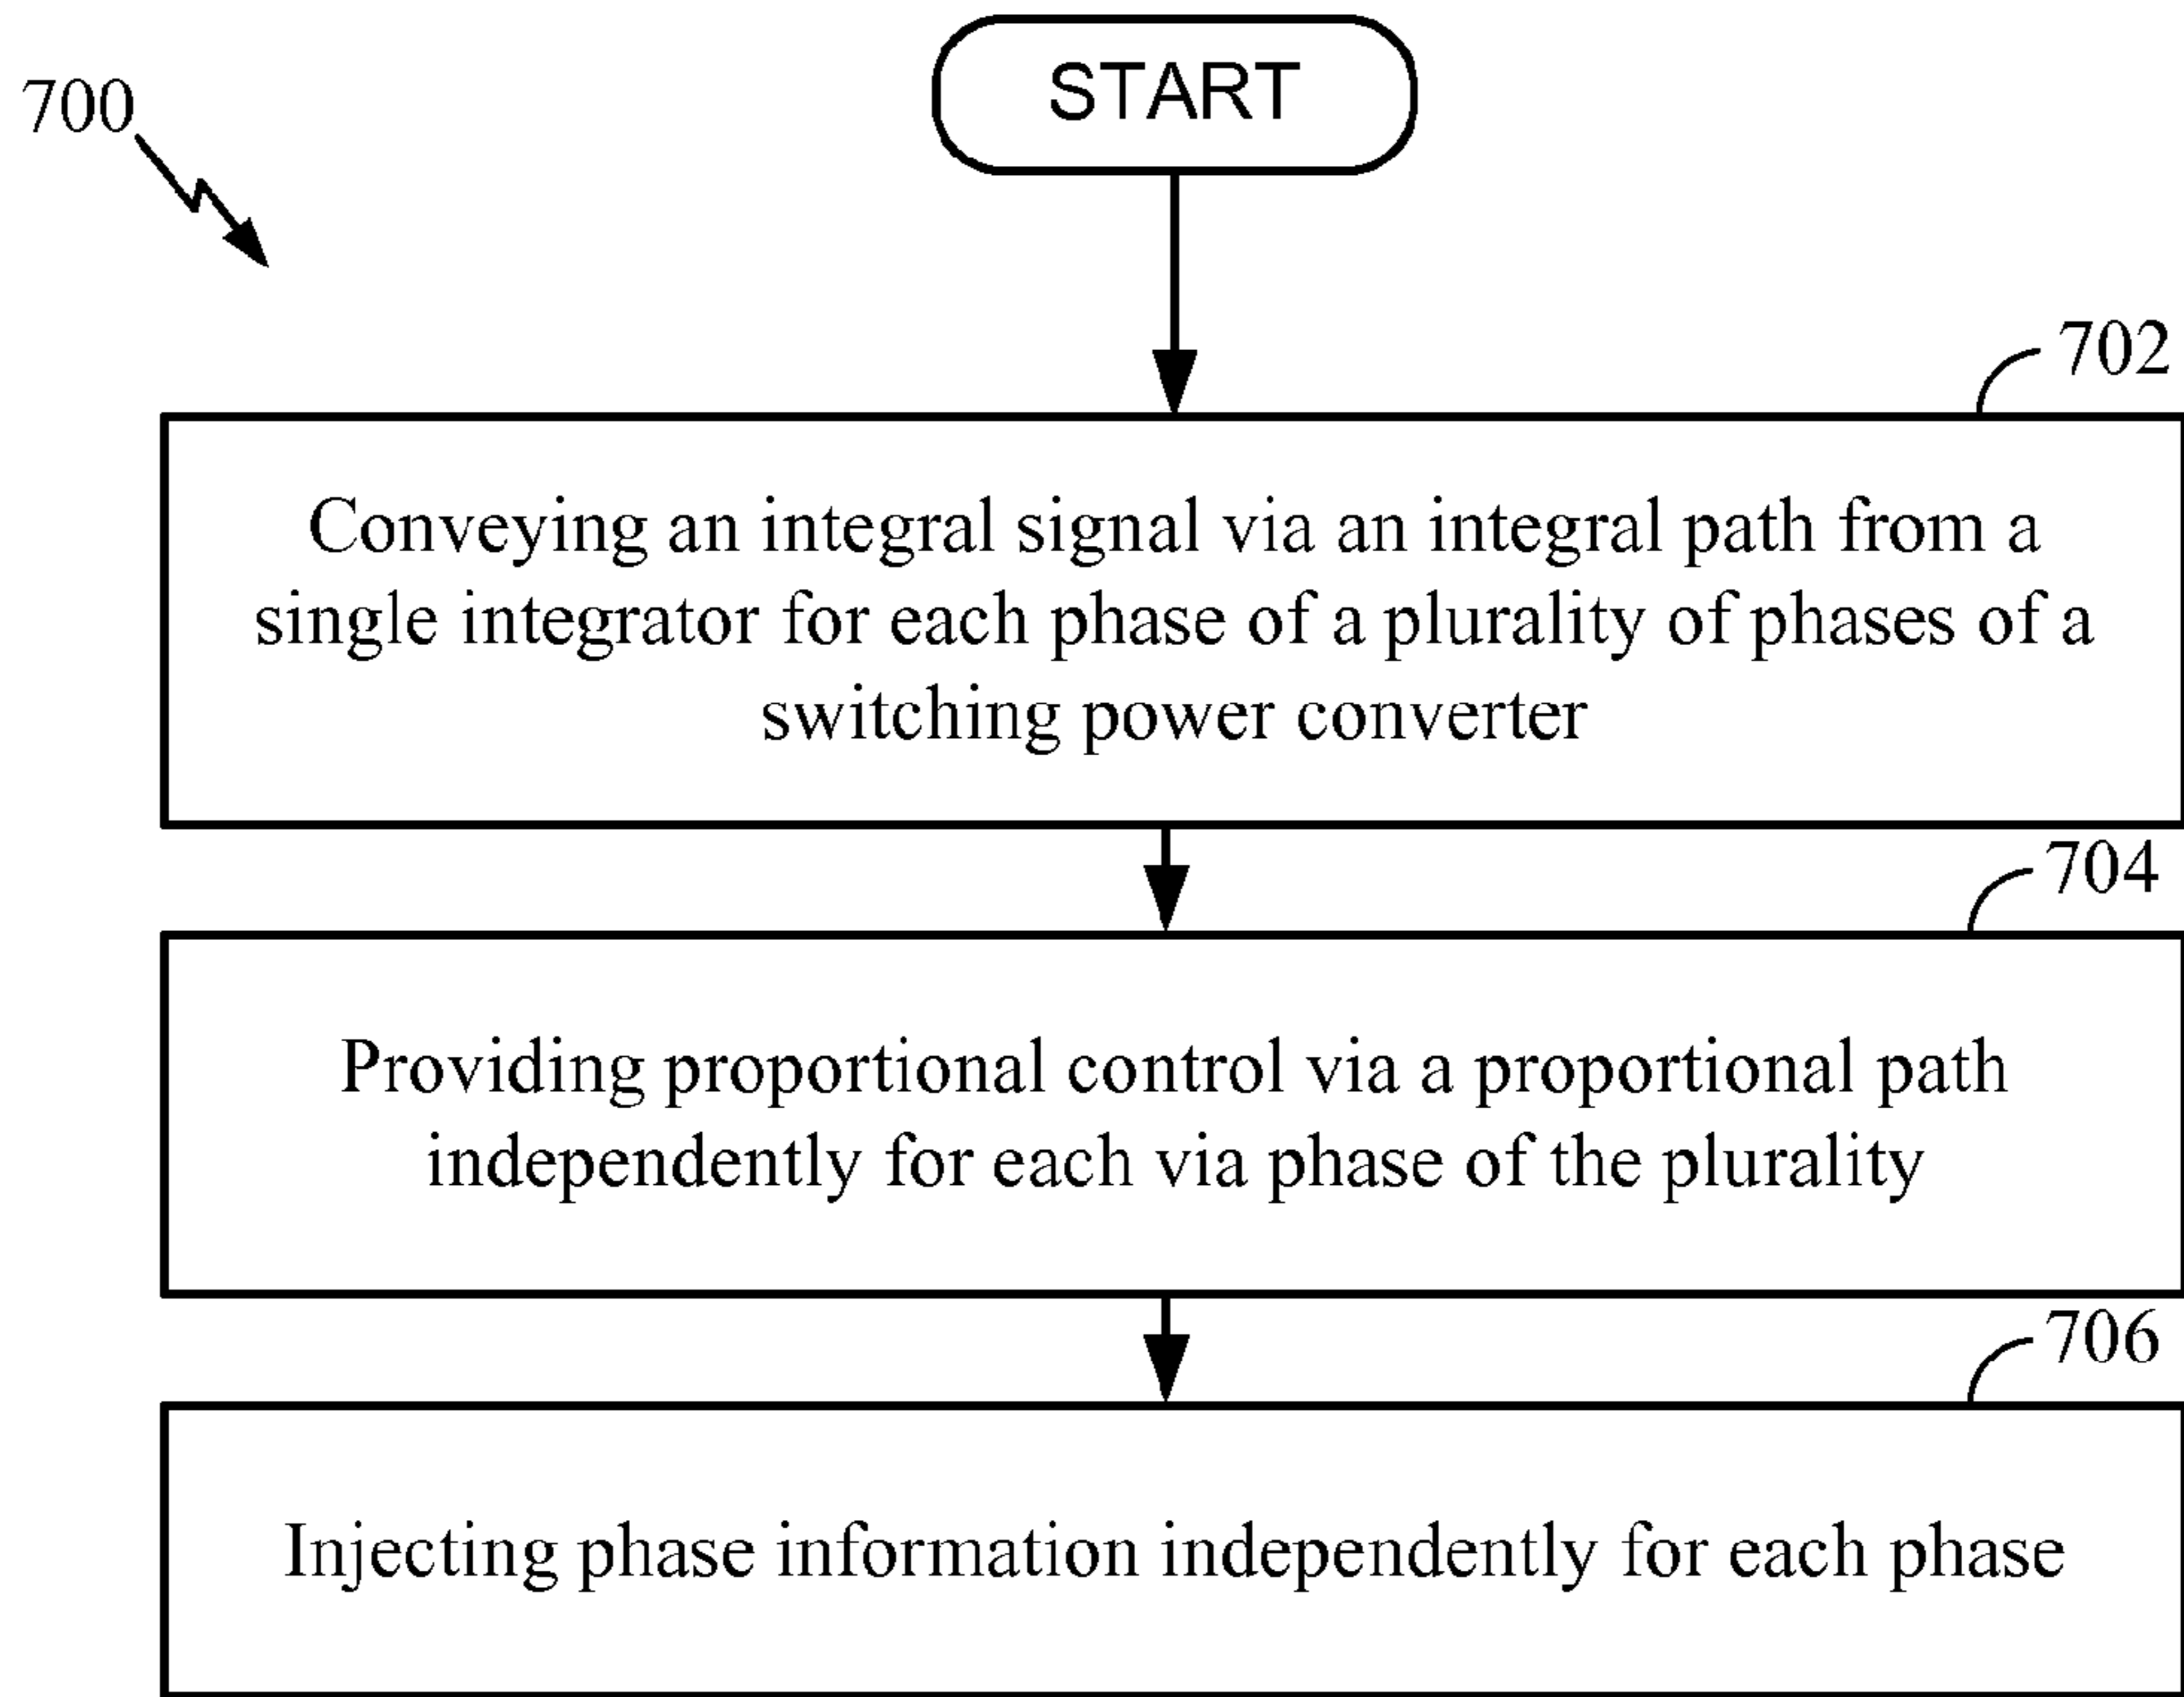 700
START
702
Conveying an integral signal via an integral path from a
single integrator for each phase of a plurality of phases of a
switching power converter
704
Providing proportional control via a proportional path
independently for each via phase of the plurality
706
Injecting phase information independently for each phase